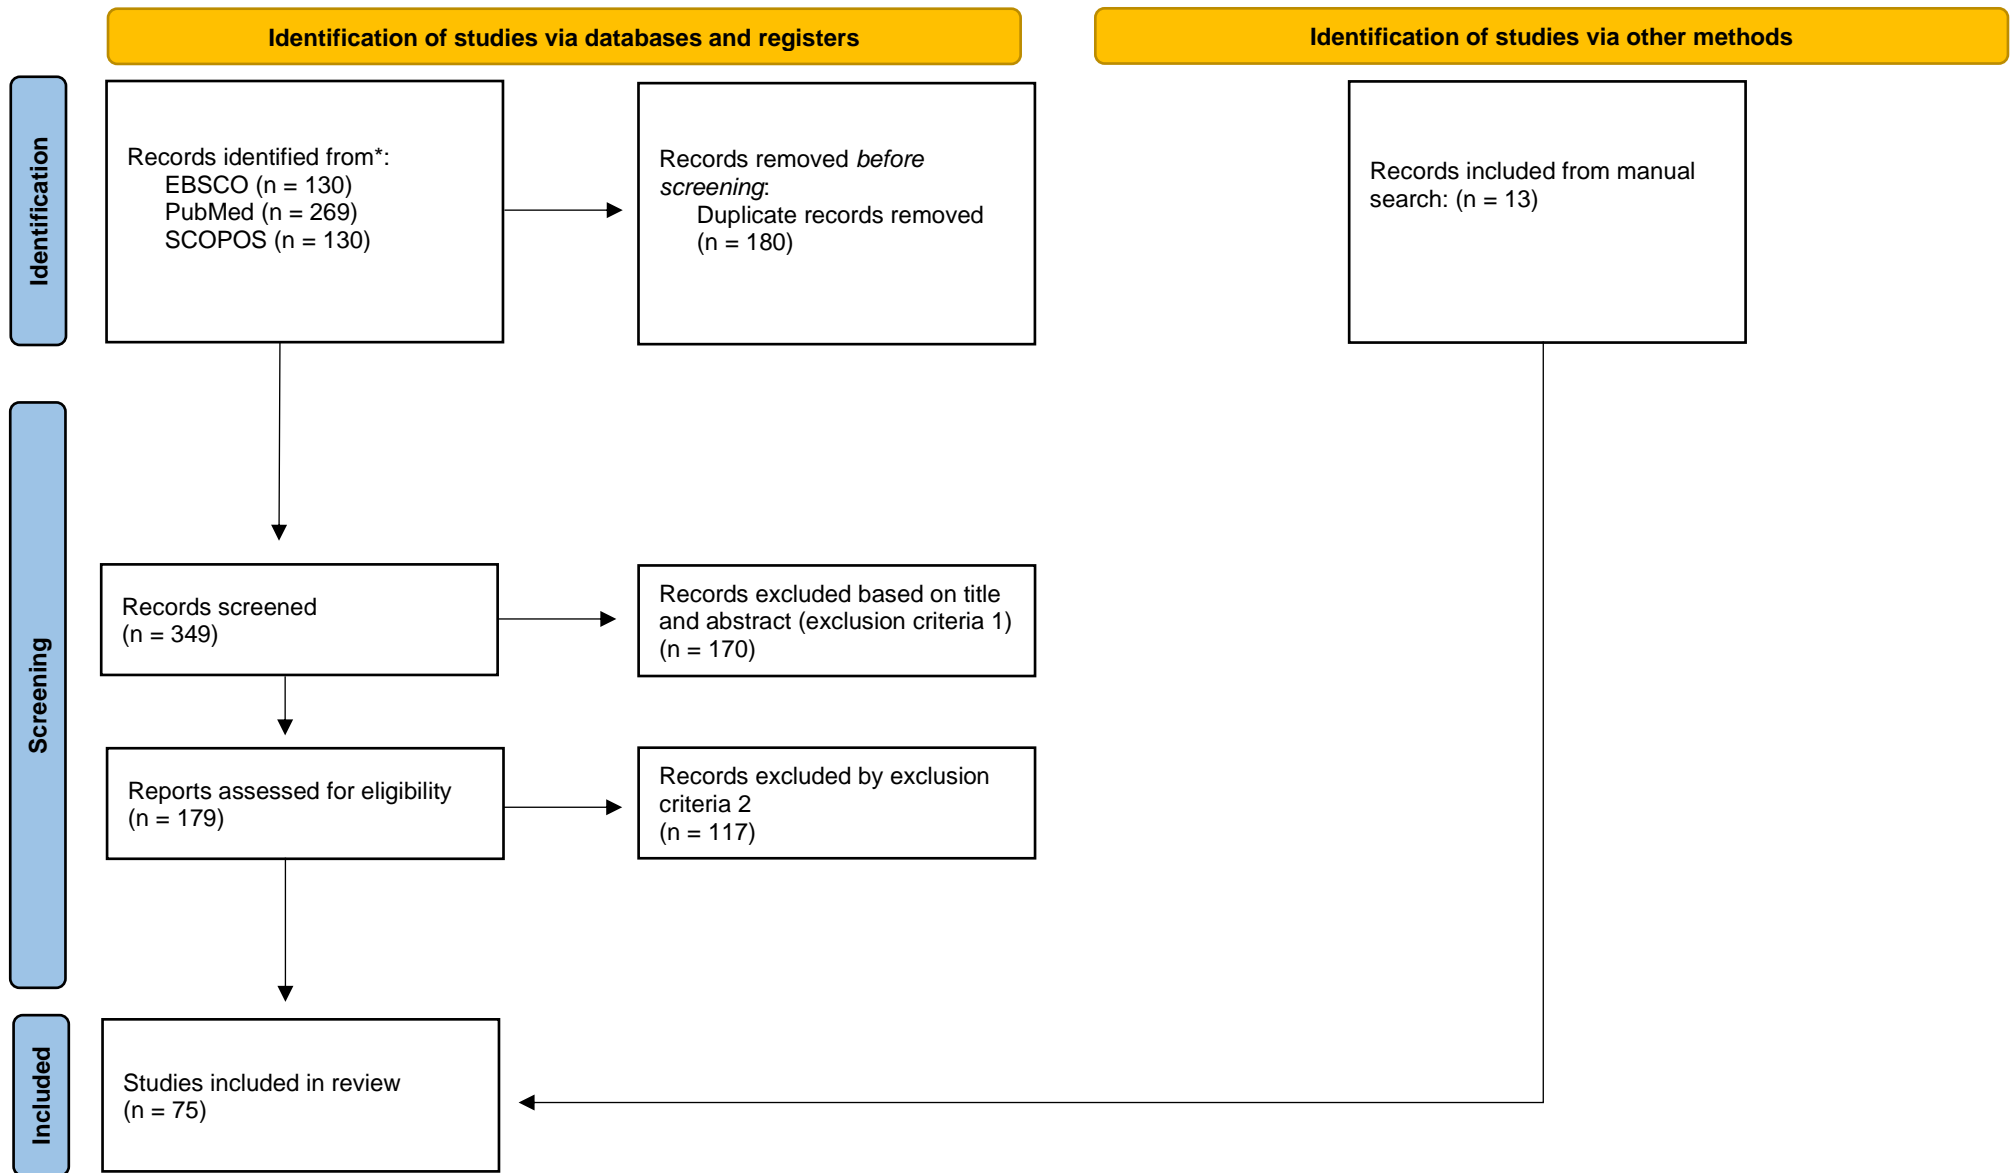 Identification of studies via databases and registers
Identification of studies via other methods
Identification
Records identified from*:
EBSCO (n = 130)
PubMed (n = 269)
SCOPOS (n = 130)
Records removed before
screening:
Duplicate records removed
(n = 180)
Records included from manual
search: (n = 13)
Screening
Records screened
(n = 349)
Records excluded based on title
and abstract (exclusion criteria 1)
(n = 170)
Reports assessed for eligibility
(n = 179)
Records excluded by exclusion
criteria 2
(n = 117)
Included
Studies included in review
(n = 75)